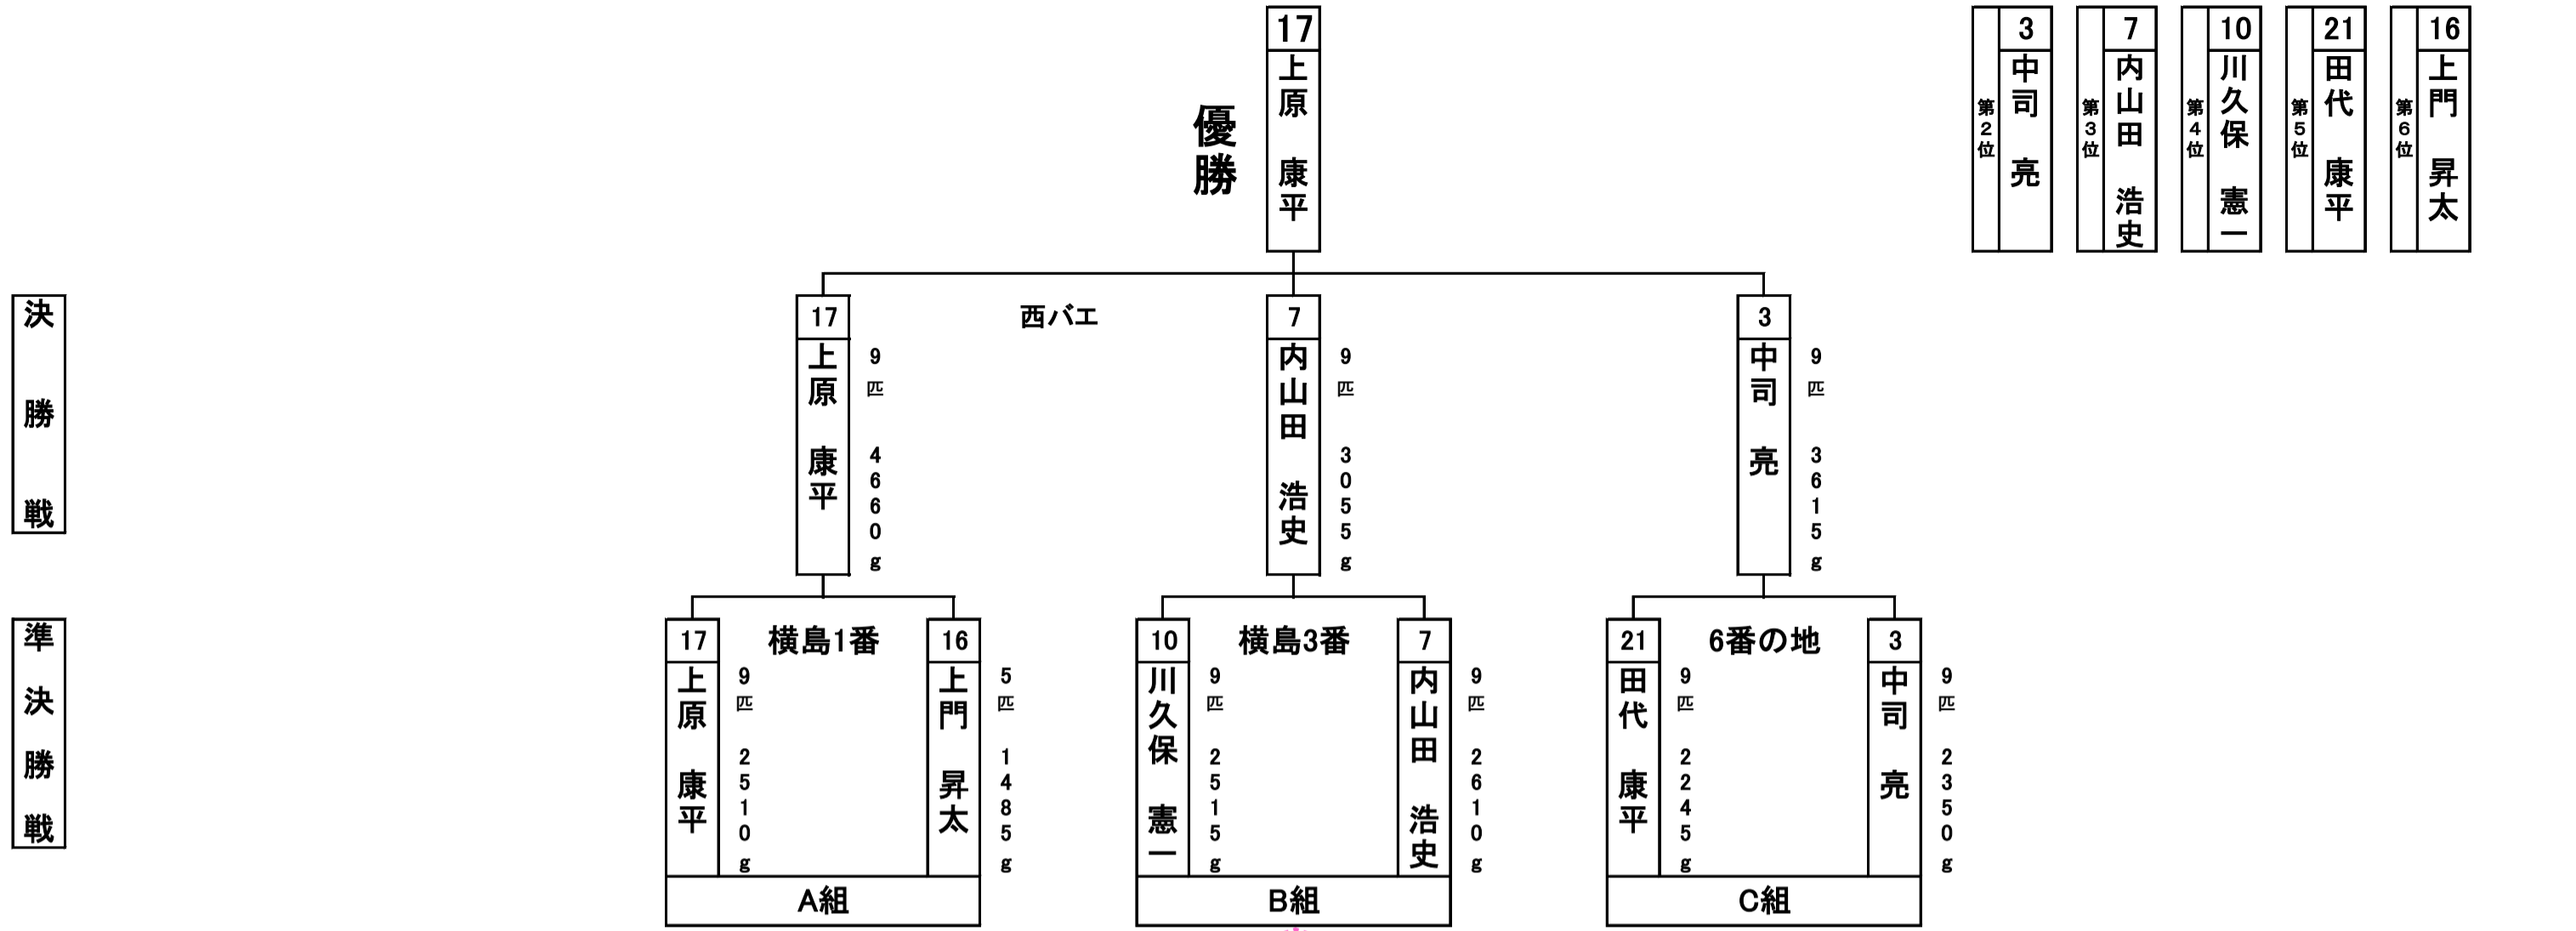 優勝
17
上原 康平
第2位
3
中司 亮
第3位
7
内山田 浩史
第4位
10
川久保 憲一
第5位
21
田代 康平
第6位
16
上門 昇太
決勝戦
17
上原 康平
9匹 4660g
西バエ
7
内山田 浩史
9匹 3055g
3
中司 亮
9匹 3615g
準決勝戦
17
上原 康平
9匹 2510g
横島1番
16
上門 昇太
5匹 1485g
A組
10
川久保 憲一
9匹 2515g
横島3番
7
内山田 浩史
9匹 2610g
B組
21
田代 康平
9匹 2245g
6番の地
3
中司 亮
9匹 2350g
C組